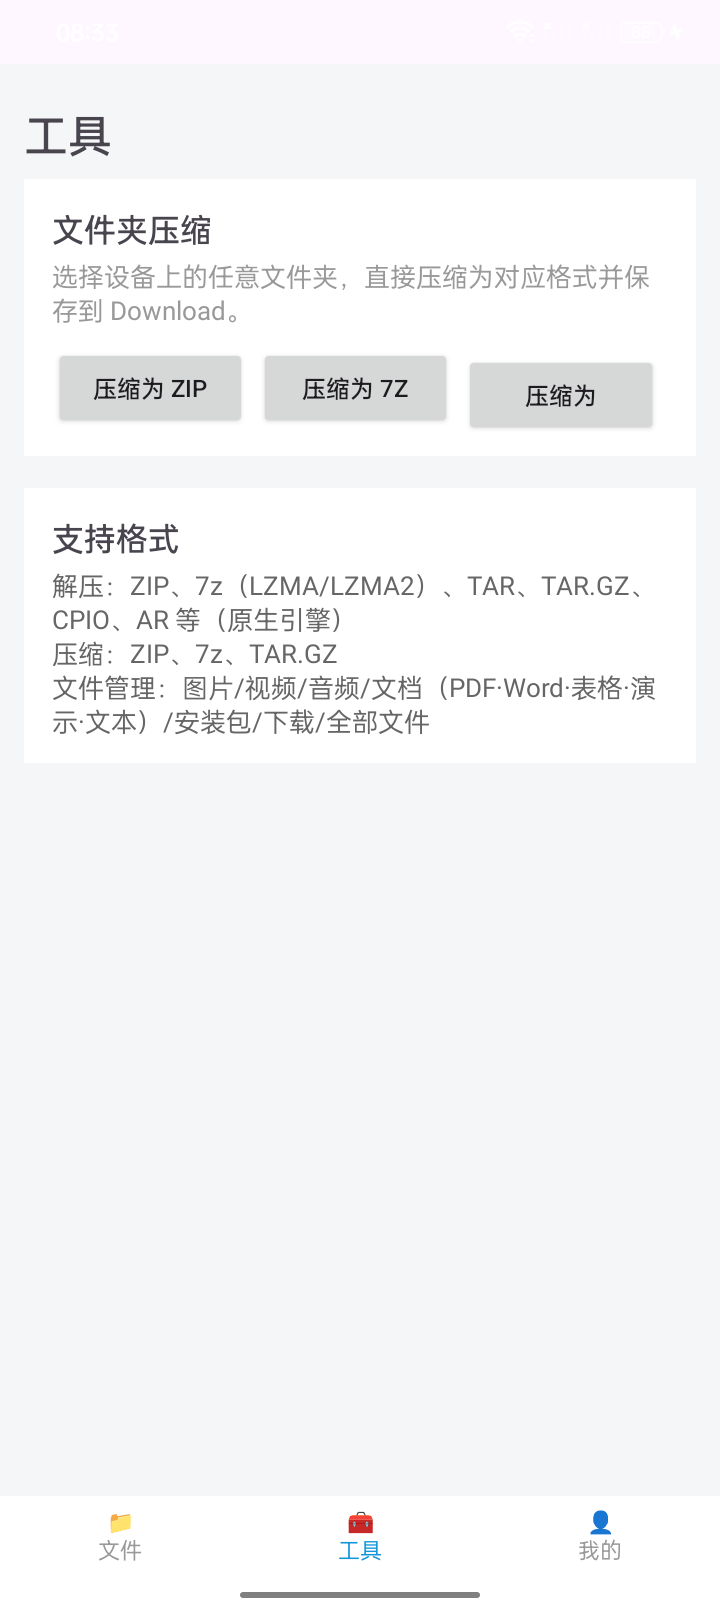 08:33
工具
文件夹压缩
选择设备上的任意文件夹，直接压缩为对应格式并保
存到 Download。
压缩为 ZIP
压缩为 7Z
压缩为
支持格式
解压：ZIP、7z（LZMA/LZMA2）、TAR、TAR.GZ、
CPIO、AR 等（原生引擎）
压缩：ZIP、7z、TAR.GZ
文件管理：图片/视频/音频/文档（PDF·Word·表格·演
示·文本）/安装包/下载/全部文件
文件
工具
我的